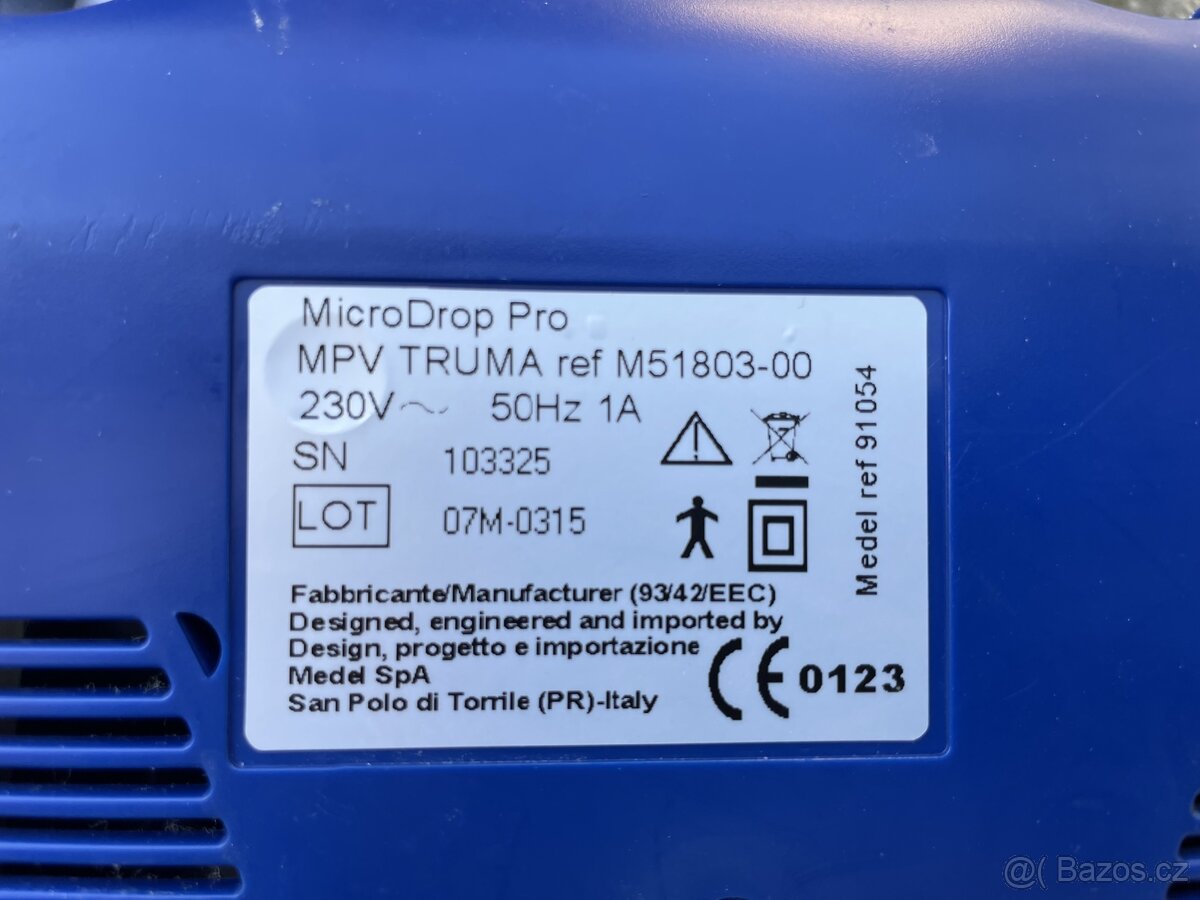 MicroDrop Pro
MPV TRUMA ref M51803-00
230V~ 50Hz 1A
SN 103325
LOT 07M-0315
Medel ref 91054
Fabbricante/Manufacturer (93/42/EEC)
Designed, engineered and imported by
Design, progetto e importazione
Medel SpA
San Polo di Torrile (PR)-Italy
CE 0123
@( Bazos.cz